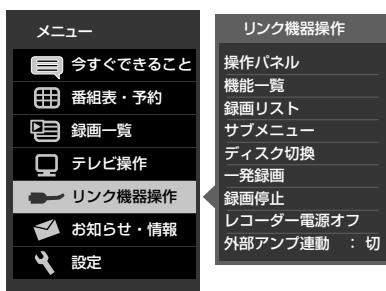 メニュー
今すぐできること
番組表・予約
録画一覧
テレビ操作
リンク機器操作
お知らせ・情報
設定
リンク機器操作
操作パネル
機能一覧
録画リスト
サブメニュー
ディスク切換
一発録画
録画停止
レコーダー電源オフ
外部アンプ連動 : 切